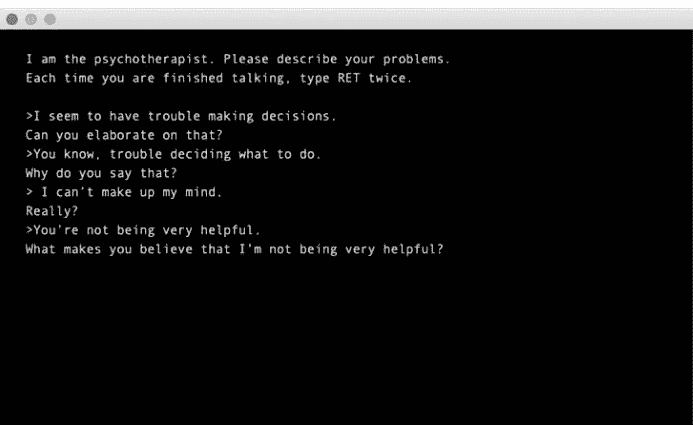 I am the psychotherapist. Please describe your problems.
Each time you are finished talking, type RET twice.
>I seem to have trouble making decisions.
Can you elaborate on that?
>You know, trouble deciding what to do.
Why do you say that?
> I can't make up my mind.
Really?
>You're not being very helpful.
What makes you believe that I'm not being very helpful?